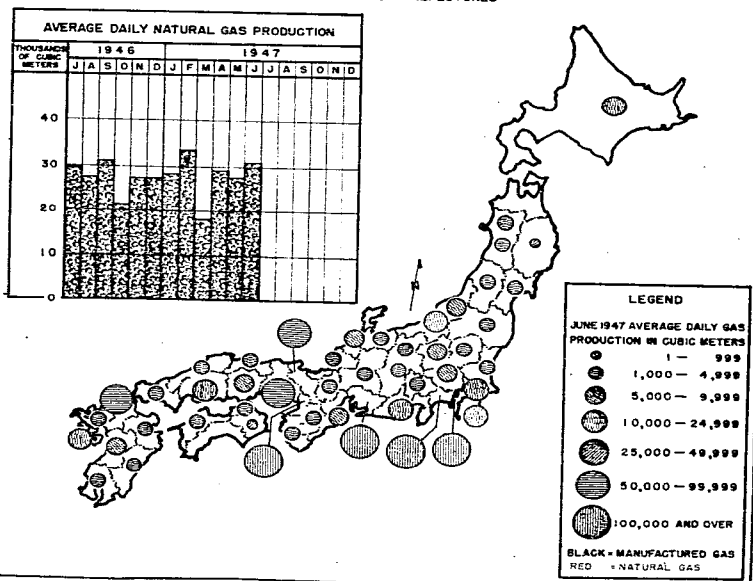 AVERAGE DAILY NATURAL GAS PRODUCTION
THOUSANDS OF CUBIC METERS
1946 1947
J A S O N D J F M A M J J A S O N D
40
30
20
10
0
N
LEGEND
JUNE 1947 AVERAGE DAILY GAS
PRODUCTION IN CUBIC METERS
1 — 999
1,000 — 4,999
5,000 — 9,999
10,000 — 24,999
25,000 — 49,999
50,000 — 99,999
100,000 AND OVER
BLACK = MANUFACTURED GAS
RED = NATURAL GAS